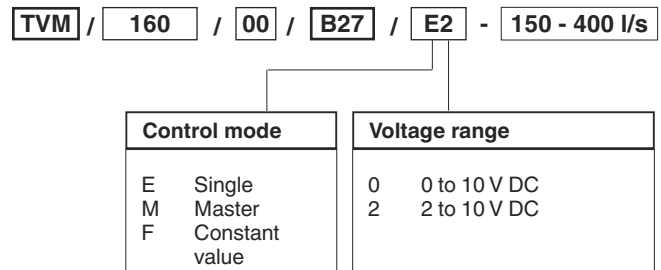 TVM / 160 / 00 / B27 / E2 - 150 - 400 l/s
Control mode
E Single
M Master
F Constant
value
Voltage range
0 0 to 10 V DC
2 2 to 10 V DC